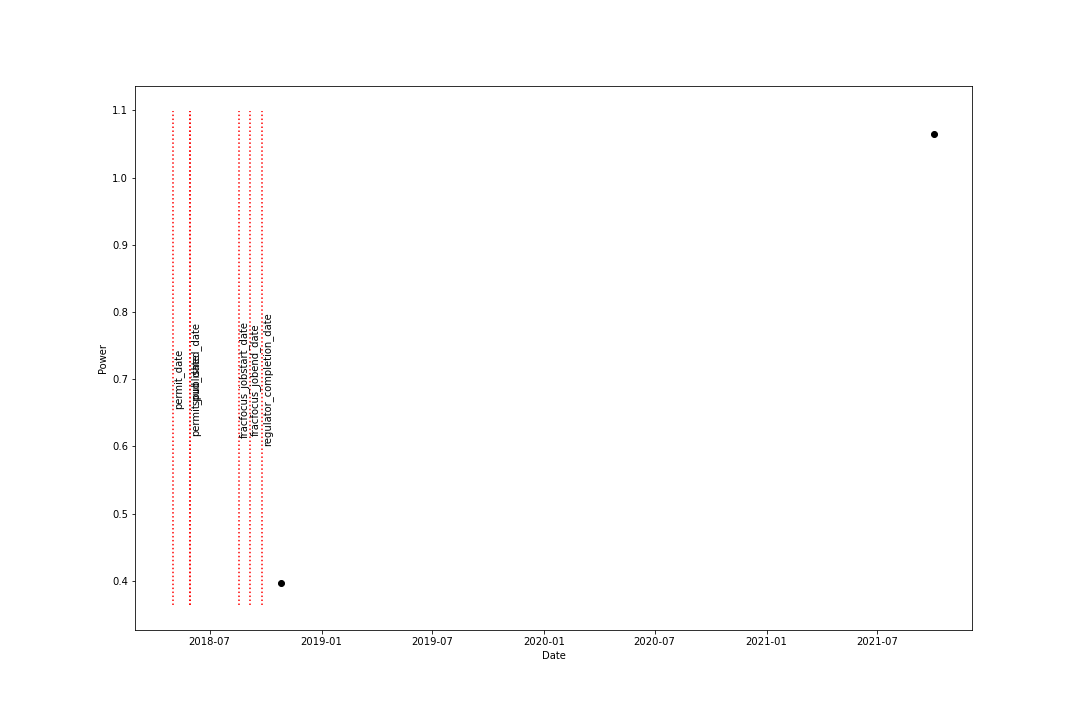 1.1
1.0
0.9
0.8
0.7
0.6
0.5
0.4
Power
permit_date
fracfocus_jobstart_date
fracfocus_jobend_date
regulator_completion_date
2018-07
2019-01
2019-07
2020-01
2020-07
2021-01
2021-07
Date